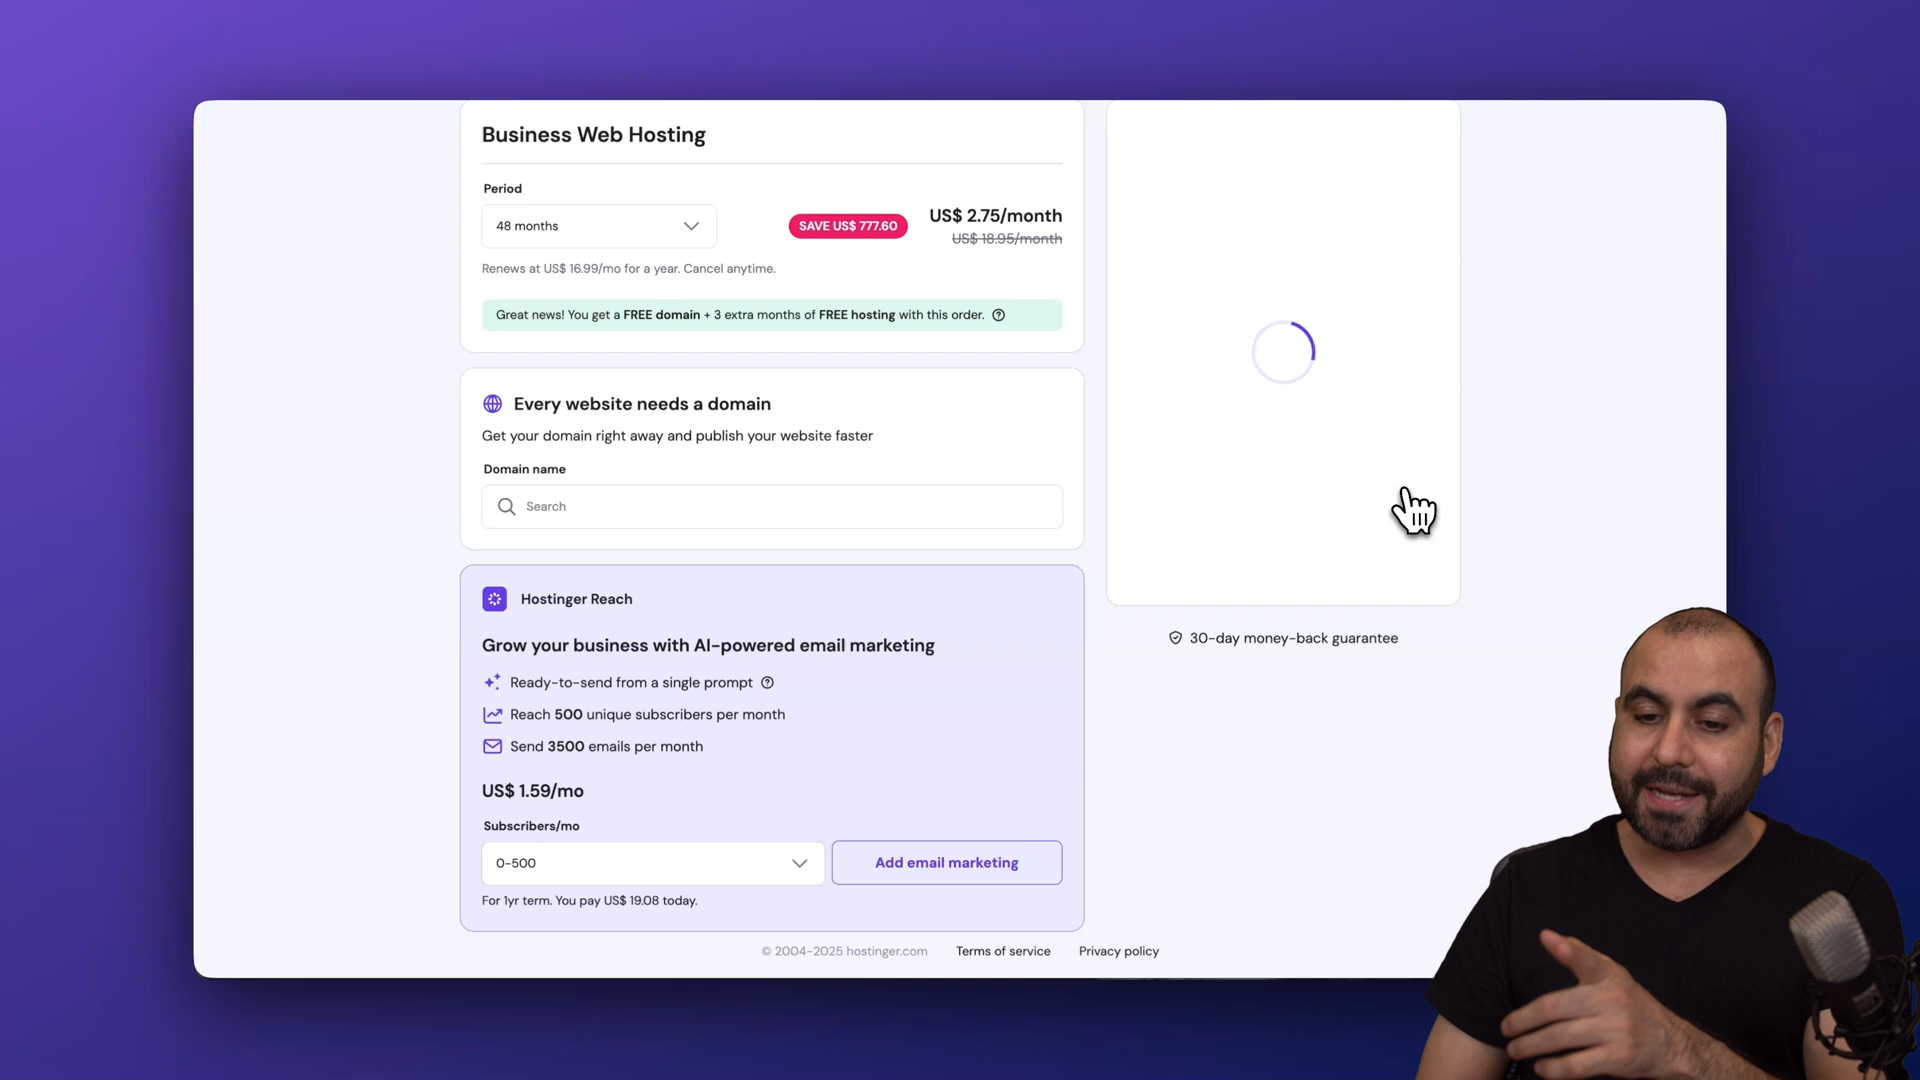 Business Web Hosting
Period
48 months
SAVE US$ 777.60
US$ 2.75/month
US$ 18.95/month
Renews at US$ 16.99/mo for a year. Cancel anytime.
Great news! You get a FREE domain + 3 extra months of FREE hosting with this order.
Every website needs a domain
Get your domain right away and publish your website faster
Domain name
Search
Hostinger Reach
Grow your business with AI-powered email marketing
Ready-to-send from a single prompt
Reach 500 unique subscribers per month
Send 3500 emails per month
US$ 1.59/mo
Subscribers/mo
0-500
Add email marketing
For 1yr term. You pay US$ 19.08 today.
30-day money-back guarantee
© 2004-2025 hostinger.com Terms of service Privacy policy